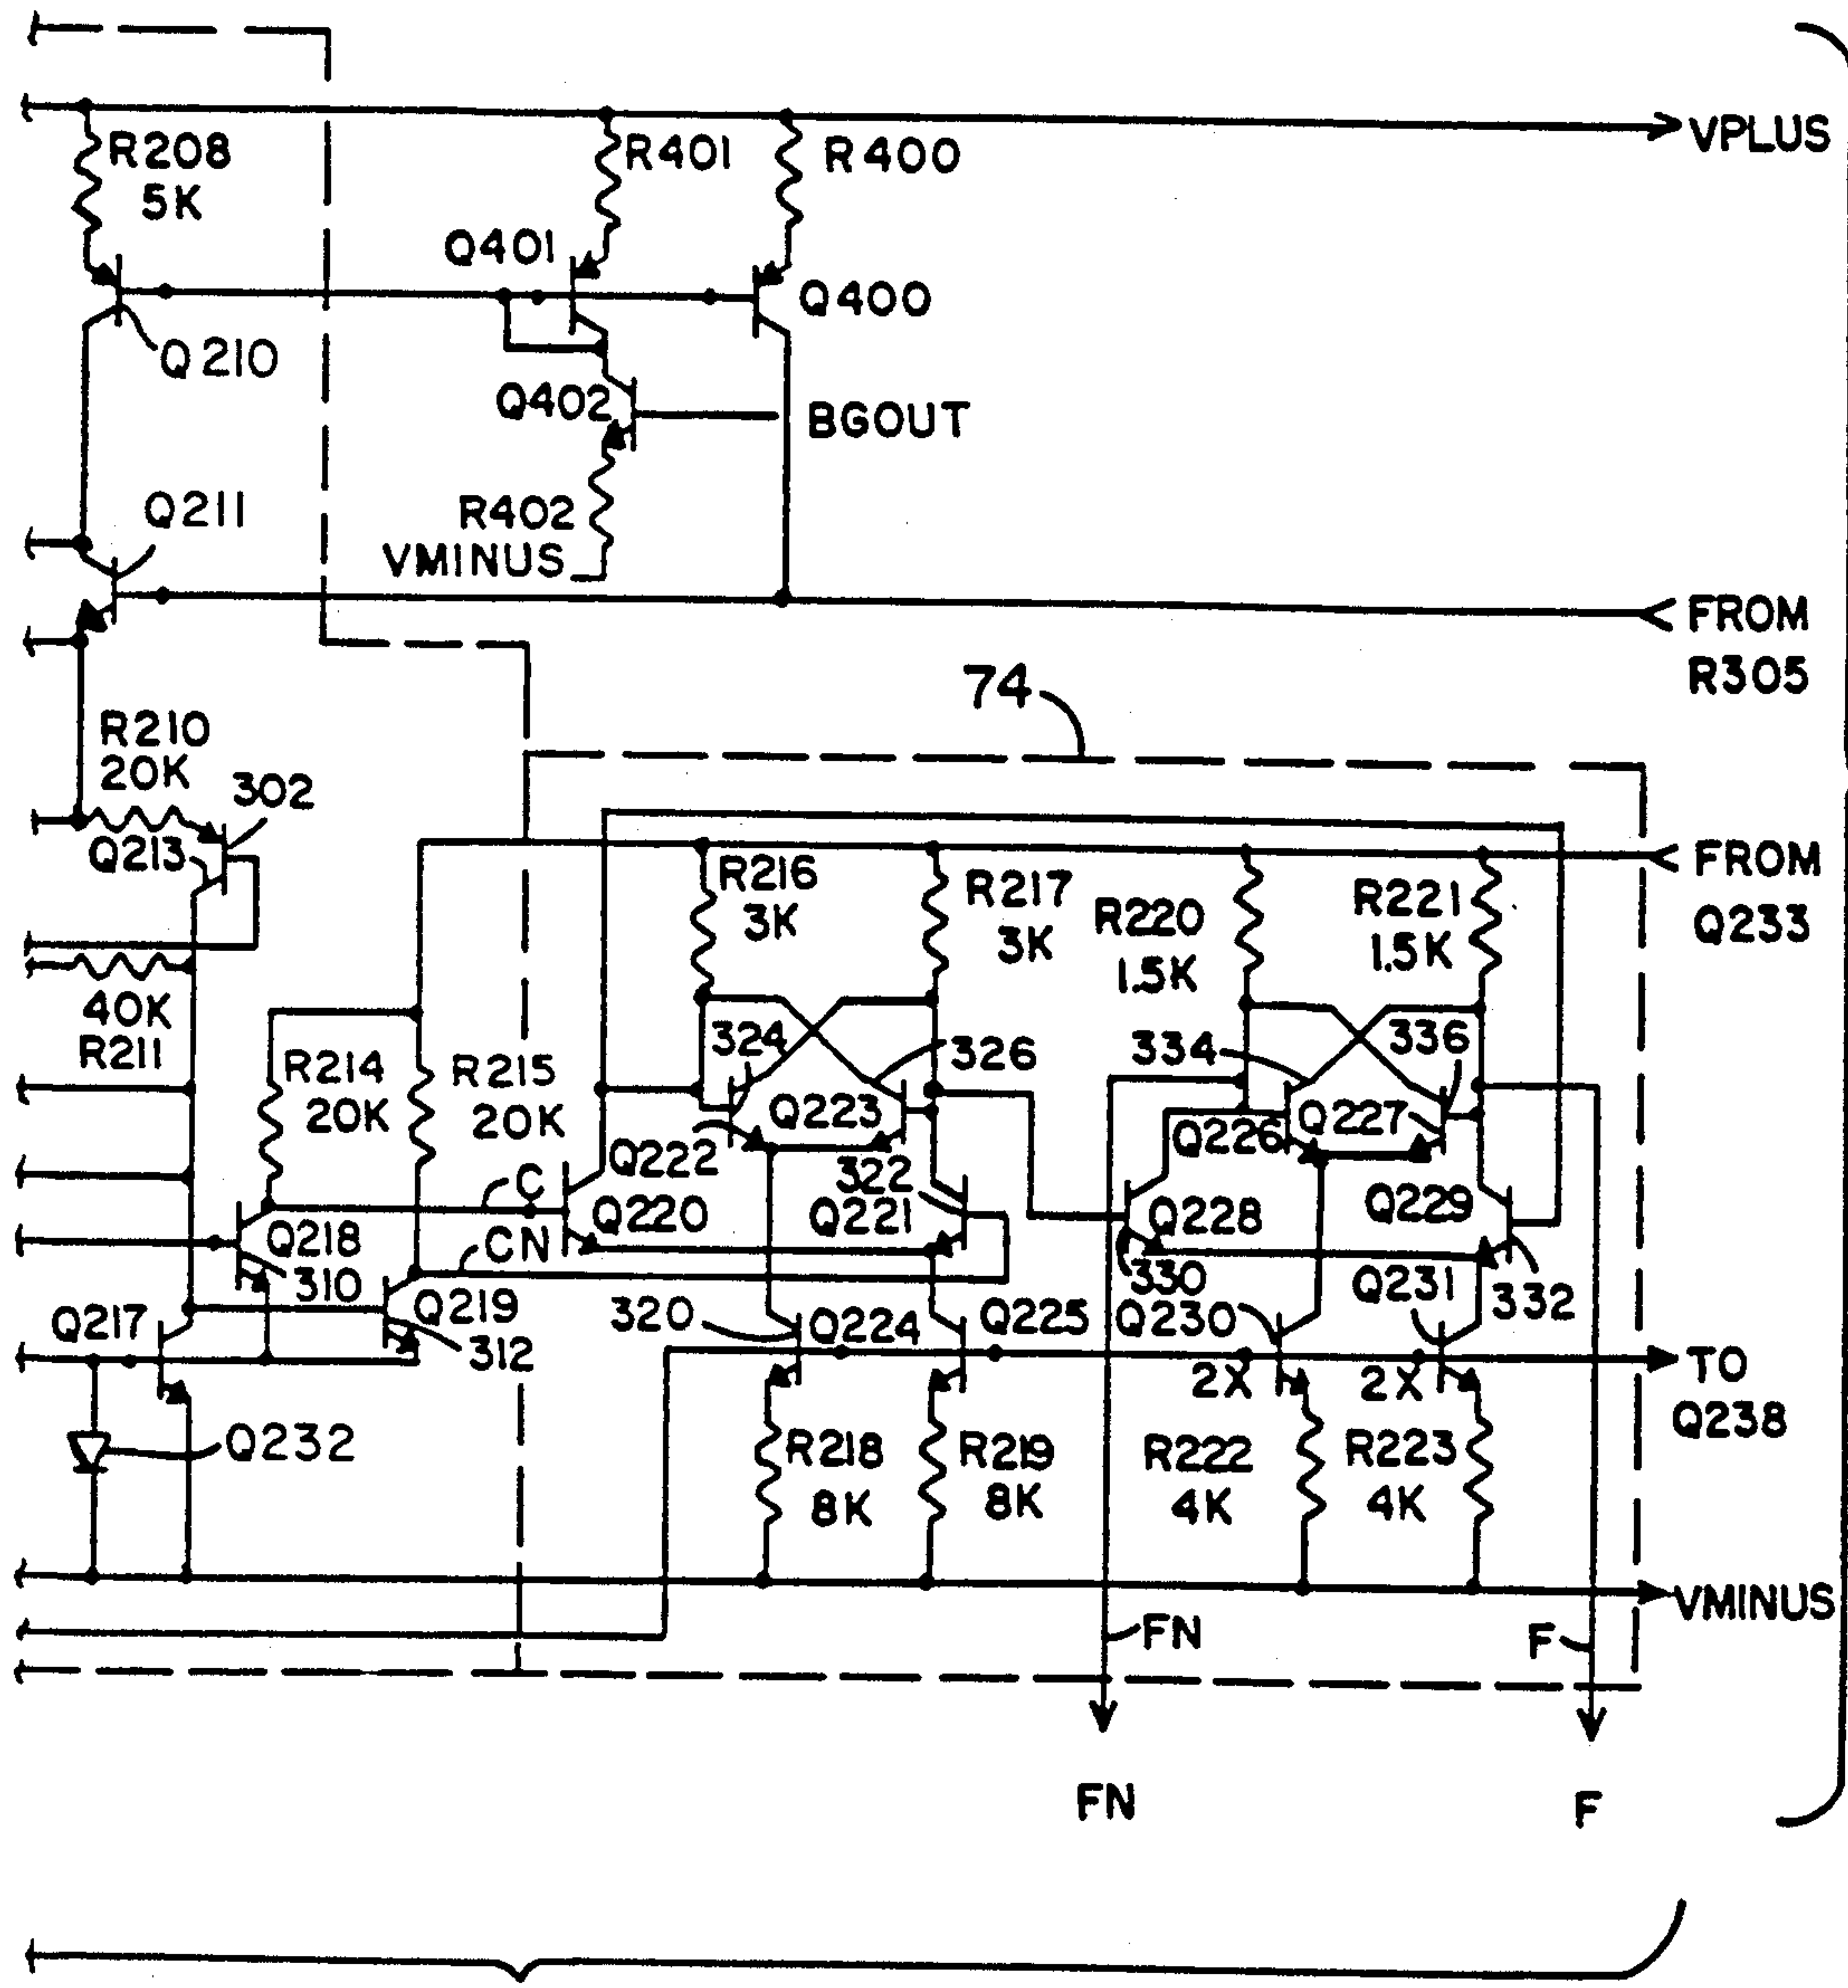 VPLUS
R208
5K
R401
R400
Q401
Q400
Q210
Q402
BGOUT
Q211
R402
VMINUS
FROM
R305
74
R210
20K
302
Q213
FROM
Q233
R216
3K
R217
3K
R220
1.5K
R221
1.5K
40K
R211
324
326
334
336
R214
20K
R215
20K
Q223
Q222
Q226
Q227
C
322
Q220
Q221
Q228
Q229
CN
Q218
310
330
332
Q217
Q219
312
320
Q224
Q225
Q230
Q231
2X
2X
TO
Q238
Q232
R218
8K
R219
8K
R222
4K
R223
4K
VMINUS
FN
F
FN
F